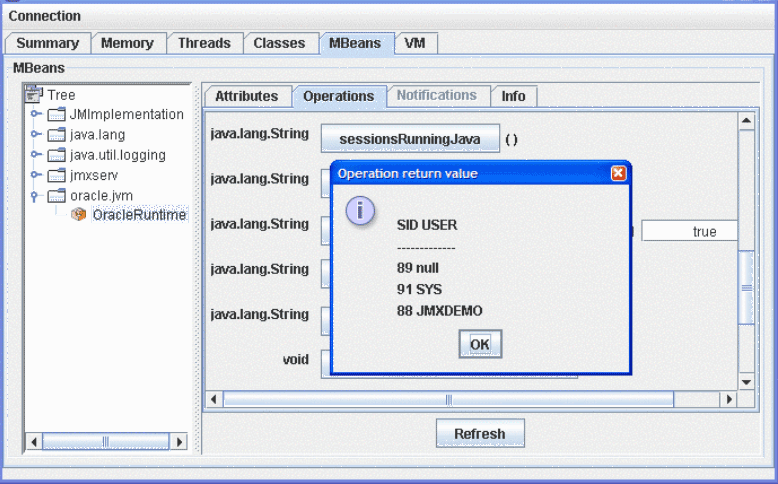 Connection
Summary Memory Threads Classes MBeans VM
MBeans
Tree
JMImplementation
java.lang
java.util.logging
jmxserv
oracle.jvm
OracleRuntime
Attributes Operations Notifications Info
java.lang.String sessionsRunningJava ()
java.lang.String
java.lang.String true
java.lang.String
java.lang.String
void
Operation return value
SID USER
-------------
89 null
91 SYS
88 JMXDEMO
OK
Refresh